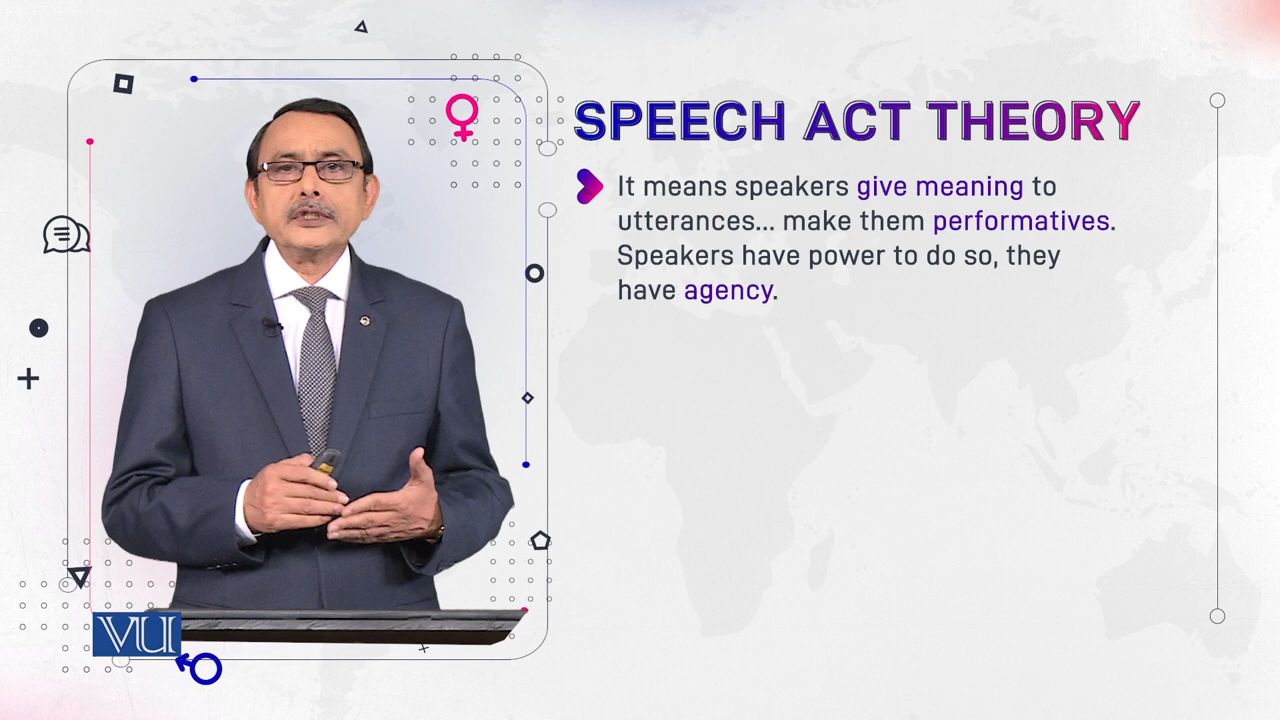 SPEECH ACT THEORY
It means speakers give meaning to
utterances... make them performatives.
Speakers have power to do so, they
have agency.
VU